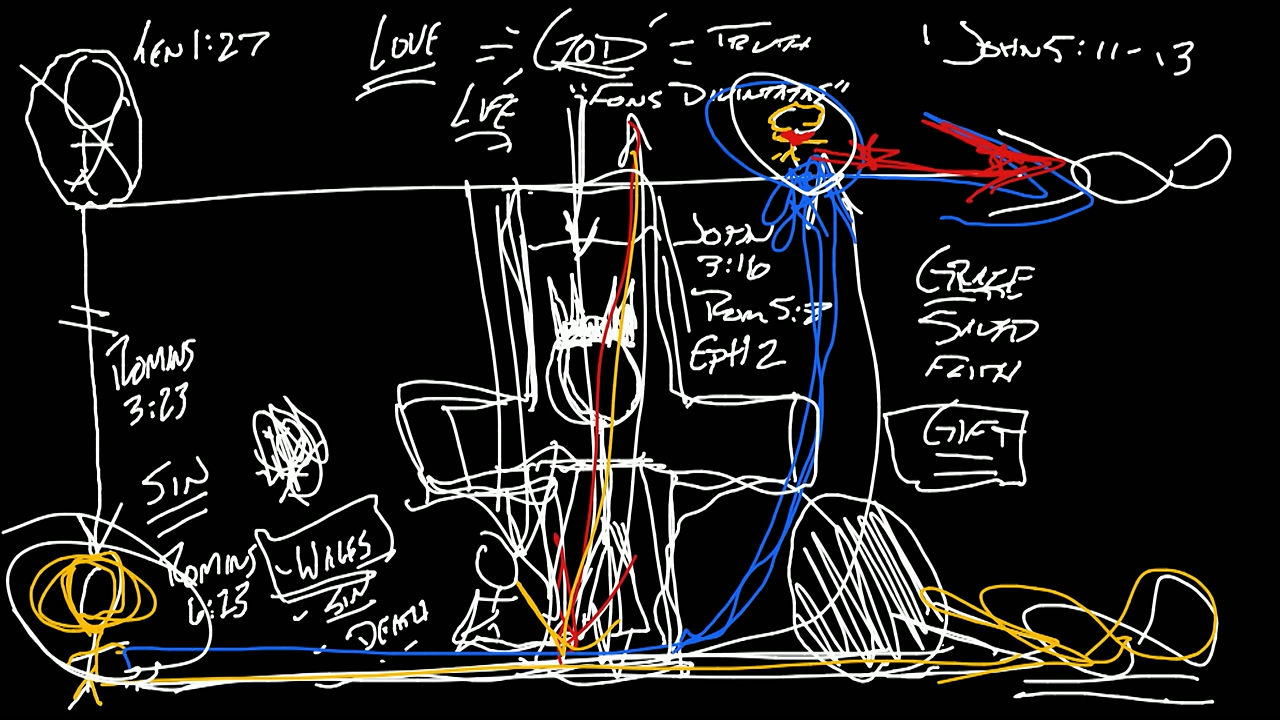 GEN 1:27
LOVE = GOD = TRUTH
LIFE
"FONS DIVINITATAE"
1 JOHN 5:11-13
JOHN
3:16
ROM 5:8
EPH 2
GRACE
SAVED
FAITH
GIFT
ROMANS
3:23
SIN
ROMANS
6:23
- WAGES
- SIN
- DEATH